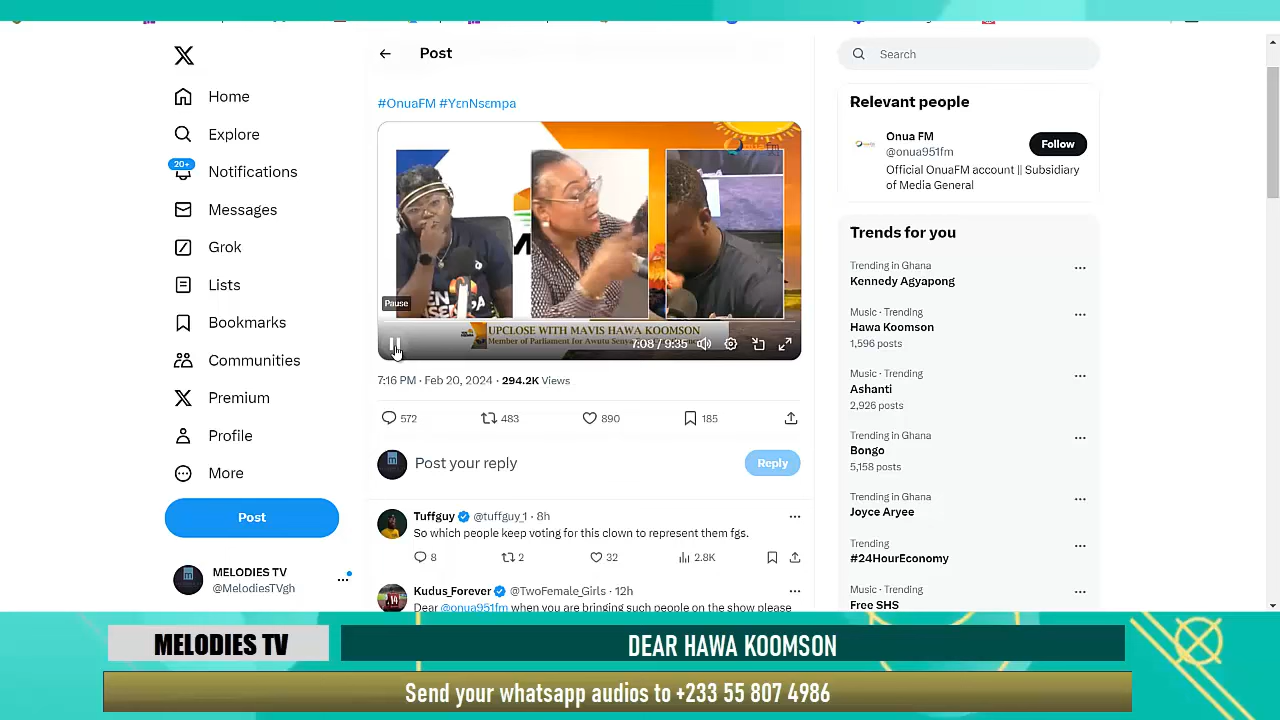 Post
Search
Home
Explore
20+
Notifications
Messages
Grok
Lists
Bookmarks
Communities
Premium
Profile
More
Post
MELODIES TV
@MelodiesTVgh
#OnuaFM #YɛnNsɛmpa
Pause
UPCLOSE WITH MAVIS HAWA KOOMSON
Member of Parliament for Awutu Seny
7:08 / 9:35
7:16 PM · Feb 20, 2024 · 294.2K Views
572
483
890
185
Post your reply
Reply
Tuffguy @tuffguy_1 · 8h
So which people keep voting for this clown to represent them fgs.
8
2
32
2.8K
Kudus_Forever @TwoFemale_Girls · 12h
Dear @onua951fm when you are bringing such people on the show please
Relevant people
Onua FM
@onua951fm
Follow
Official OnuaFM account || Subsidiary
of Media General
Trends for you
Trending in Ghana
Kennedy Agyapong
Music · Trending
Hawa Koomson
1,596 posts
Music · Trending
Ashanti
2,926 posts
Trending in Ghana
Bongo
5,158 posts
Trending in Ghana
Joyce Aryee
Trending
#24HourEconomy
Music · Trending
Free SHS
MELODIES TV
DEAR HAWA KOOMSON
Send your whatsapp audios to +233 55 807 4986